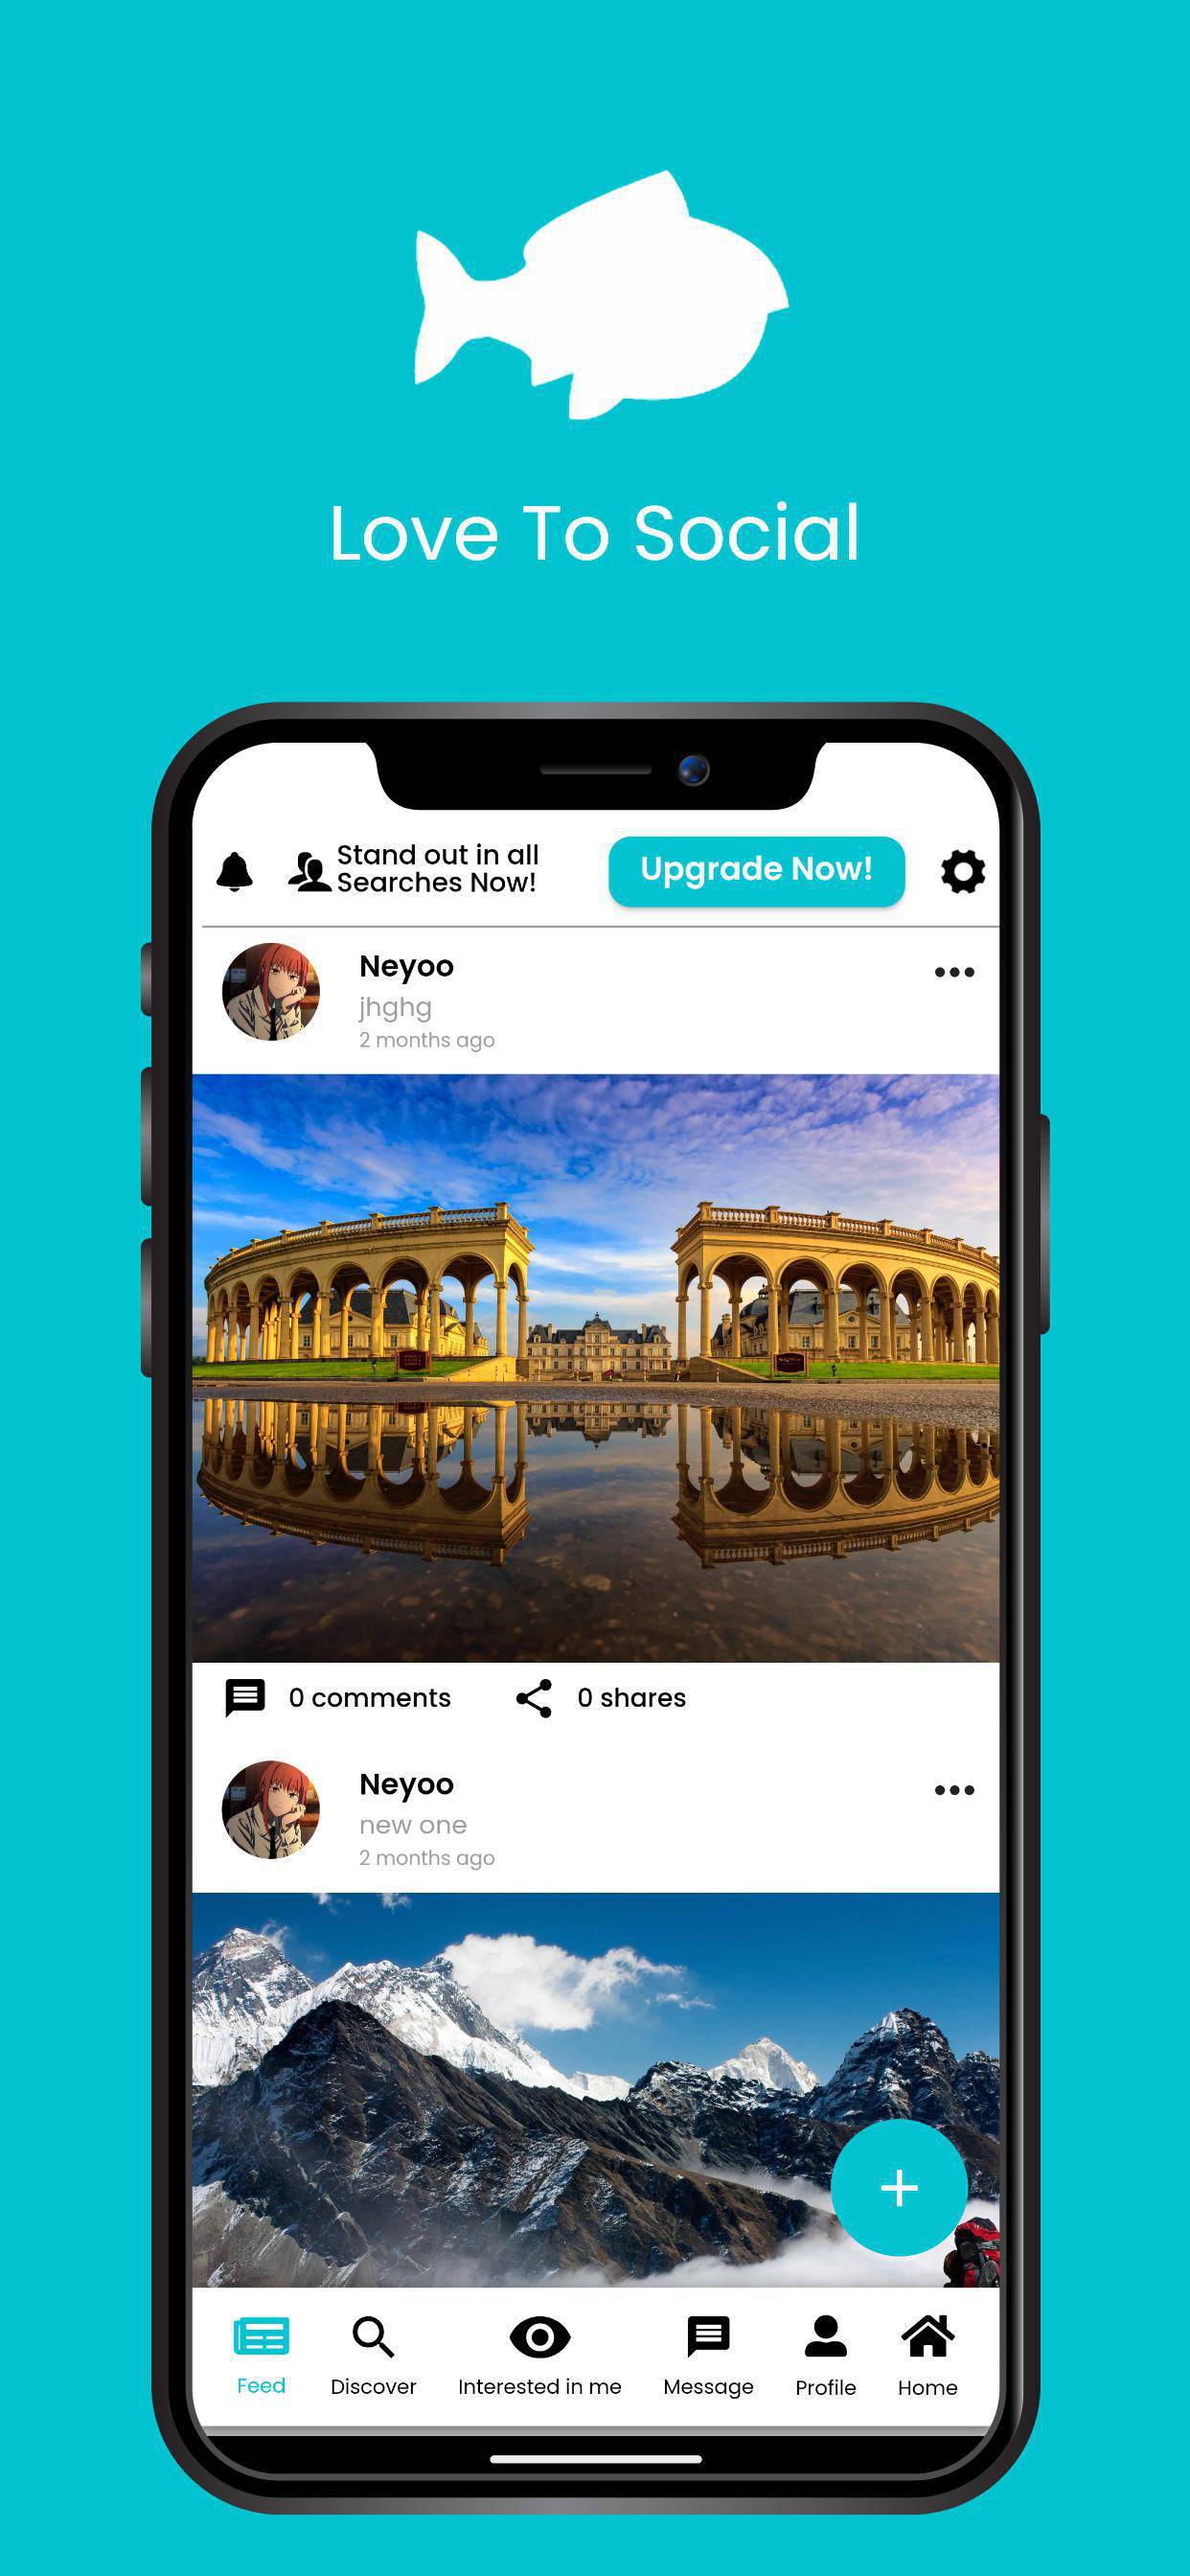 Love To Social
Stand out in all
Searches Now!
Upgrade Now!
Neyoo
jhghg
2 months ago
0 comments
0 shares
Neyoo
new one
2 months ago
Feed
Discover
Interested in me
Message
Profile
Home